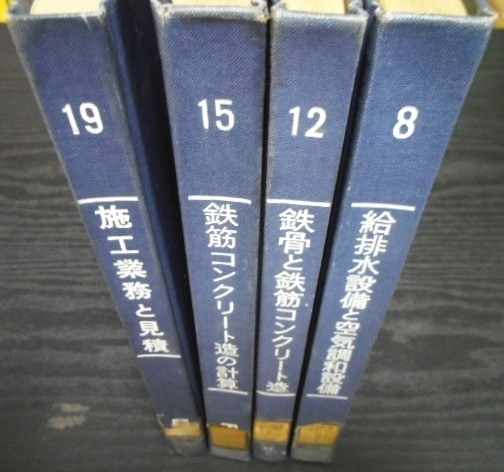 19
施工業務と見積
15
鉄筋コンクリート造の計算
12
鉄骨と鉄筋コンクリート造
8
給排水設備と空気調和設備